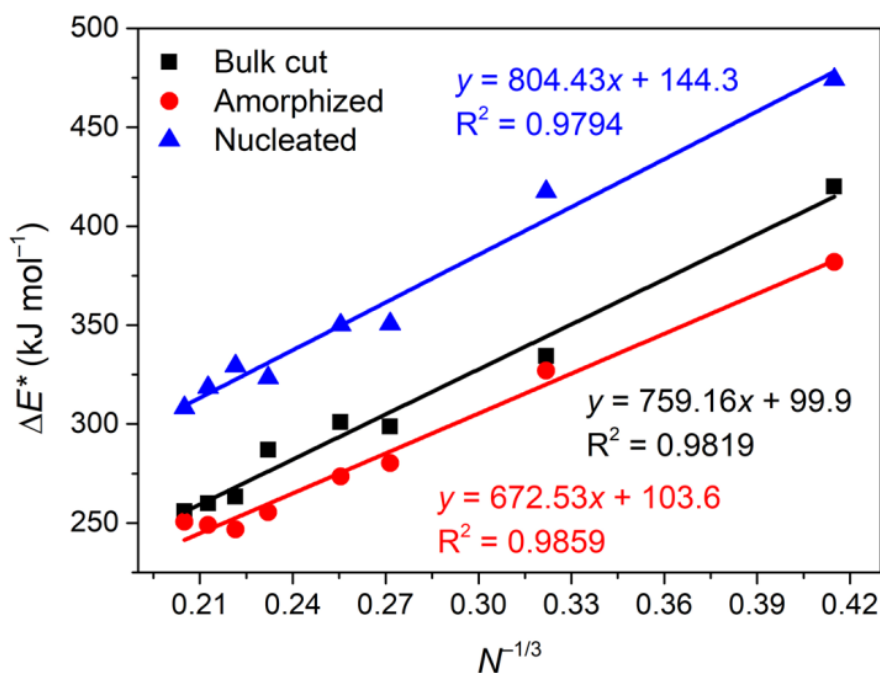 500
450
400
350
300
250
ΔE* (kJ mol⁻¹)
Bulk cut
Amorphized
Nucleated
y = 804.43x + 144.3
R² = 0.9794
y = 759.16x + 99.9
R² = 0.9819
y = 672.53x + 103.6
R² = 0.9859
0.21 0.24 0.27 0.30 0.33 0.36 0.39 0.42
N⁻¹/³